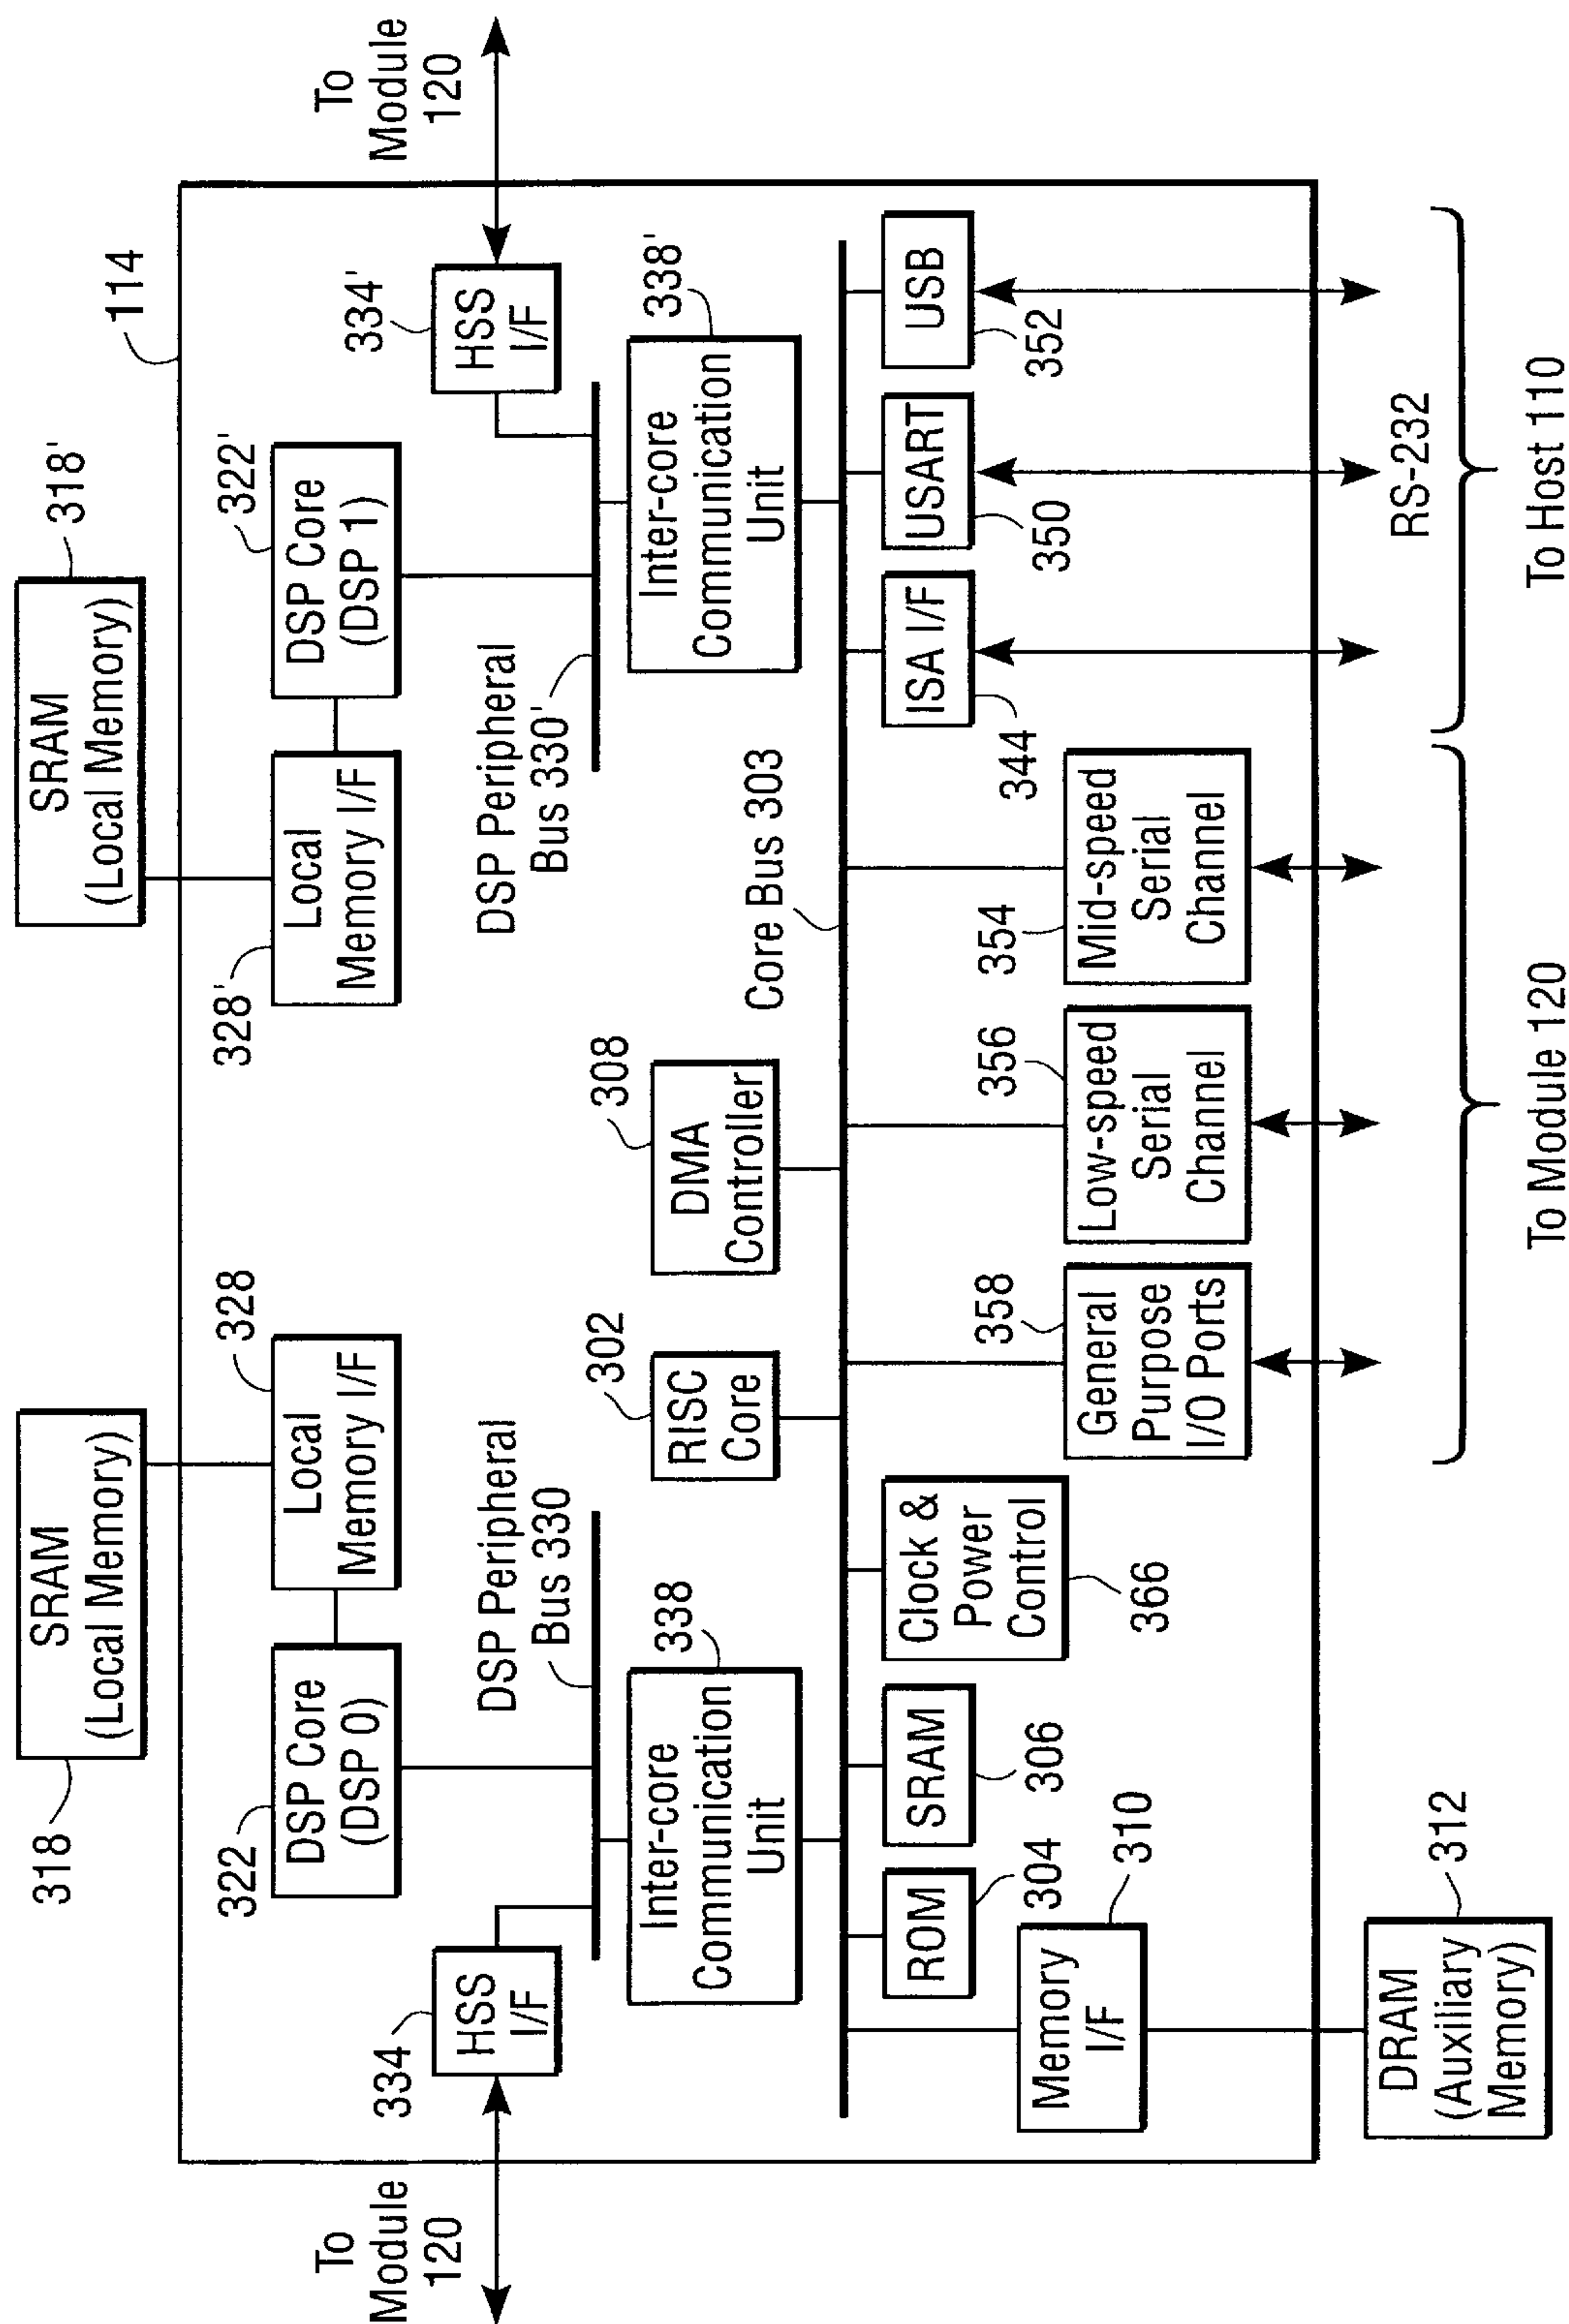 318
SRAM
(Local Memory)
SRAM
(Local Memory)
318'
114
322
DSP Core
(DSP 0)
Local
Memory I/F
328
328'
Local
Memory I/F
DSP Core
(DSP 1)
322'
To
Module
120
334
HSS
I/F
DSP Peripheral
Bus 330
DSP Peripheral
Bus 330'
334'
HSS
I/F
To
Module
120
Inter-core
Communication
Unit
338
302
RISC
Core
308
DMA
Controller
Core Bus 303
Inter-core
Communication
Unit
338'
ROM
304
SRAM
306
Clock &
Power
Control
366
ISA I/F
344
USART
350
USB
352
Memory
I/F
310
358
General
Purpose
I/O Ports
356
Low-speed
Serial
Channel
354
Mid-speed
Serial
Channel
DRAM
(Auxiliary
Memory)
312
RS-232
To Module 120
To Host 110